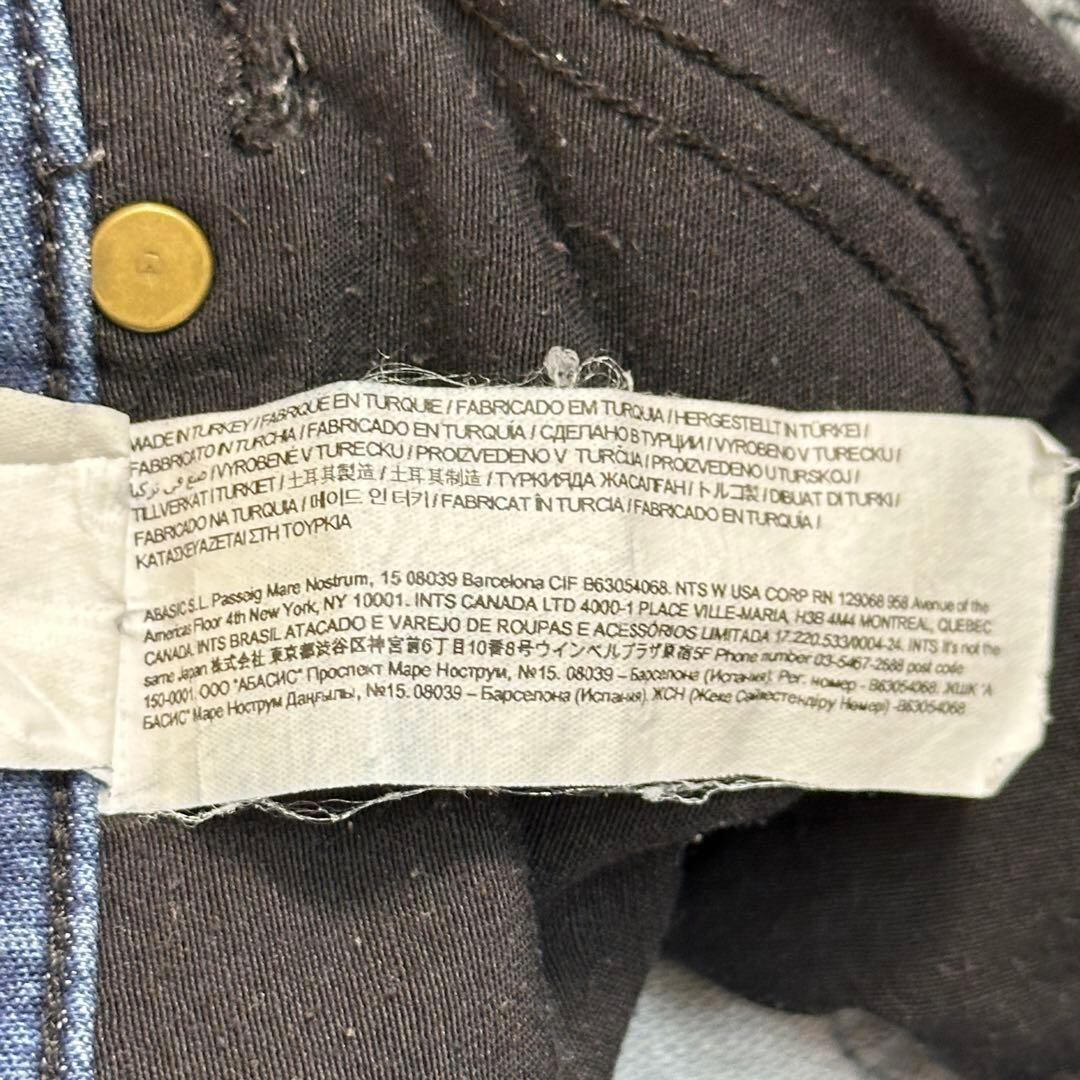 MADE IN TURKEY / FABRIQUE EN TURQUIE / FABRICADO EM TURQUIA / HERGESTELLT IN TÜRKEI /
FABBRICATO IN TURCHIA / FABRICADO EN TURQUÍA / СДЕЛАНО В ТУРЦИИ / VYROBENO V TURECKU /
صنع في تركيا / VYROBENÉ V TURECKU / PROIZVEDENO V TURČIJA / PROIZVEDENO U TURSKOJ /
TILLVERKAT I TURKIET / 土耳其製造 / 土耳其制造 / ТҮРКИЯДА ЖАСАЛҒАН / トルコ製 / DIBUAT DI TURKI /
FABRICADO NA TURQUIA / 메이드 인 터키 / FABRICAT ÎN TURCIA / FABRICADO EN TURQUÍA /
ΚΑΤΑΣΚΕΥΑΖΕΤΑΙ ΣΤΗ ΤΟΥΡΚΙΑ
ABASIC S.L. Passeig Mare Nostrum, 15 08039 Barcelona CIF B63054068. NTS W USA CORP RN 129068 958 Avenue of the
Americas Floor 4th New York, NY 10001. INTS CANADA LTD 4000-1 PLACE VILLE-MARIA, H3B 4M4 MONTREAL, QUEBEC
CANADA. INTS BRASIL ATACADO E VAREJO DE ROUPAS E ACESSÓRIOS LIMITADA 17.220.533/0004-24. INTS It's not the
same Japan 株式会社 東京都渋谷区神宮前6丁目10番8号ウインベルプラザ原宿5F Phone number 03-5467-2688 post code
150-0001. ООО "АБАСИС" Проспект Маре Нострум, №15. 08039 – Барселона (Испания). Рег. номер - B63054068. ЖШК "А
БАСИС" Маре Нострум Даңғылы, №15. 08039 – Барселона (Испания). ЖСН (Жеке Сәйкестендіру Нөмері) -B63054068